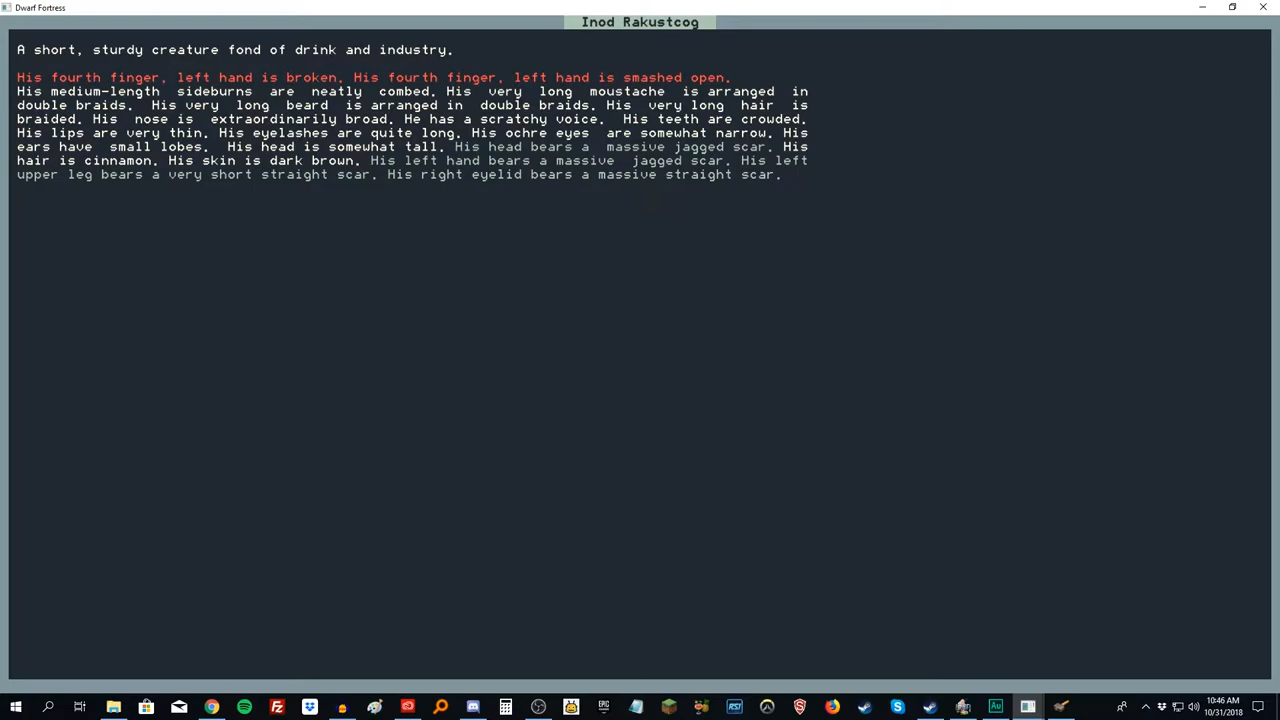 Dwarf Fortress
Inod Rakustcog
A short, sturdy creature fond of drink and industry.
His fourth finger, left hand is broken. His fourth finger, left hand is smashed open.
His medium-length sideburns are neatly combed. His very long moustache is arranged in
double braids. His very long beard is arranged in double braids. His very long hair is
braided. His nose is extraordinarily broad. He has a scratchy voice. His teeth are crowded.
His lips are very thin. His eyelashes are quite long. His ochre eyes are somewhat narrow. His
ears have small lobes. His head is somewhat tall. His head bears a massive jagged scar. His
hair is cinnamon. His skin is dark brown. His left hand bears a massive jagged scar. His left
upper leg bears a very short straight scar. His right eyelid bears a massive straight scar.
EPIC
RSI
Au
10:46 AM
10/31/2018